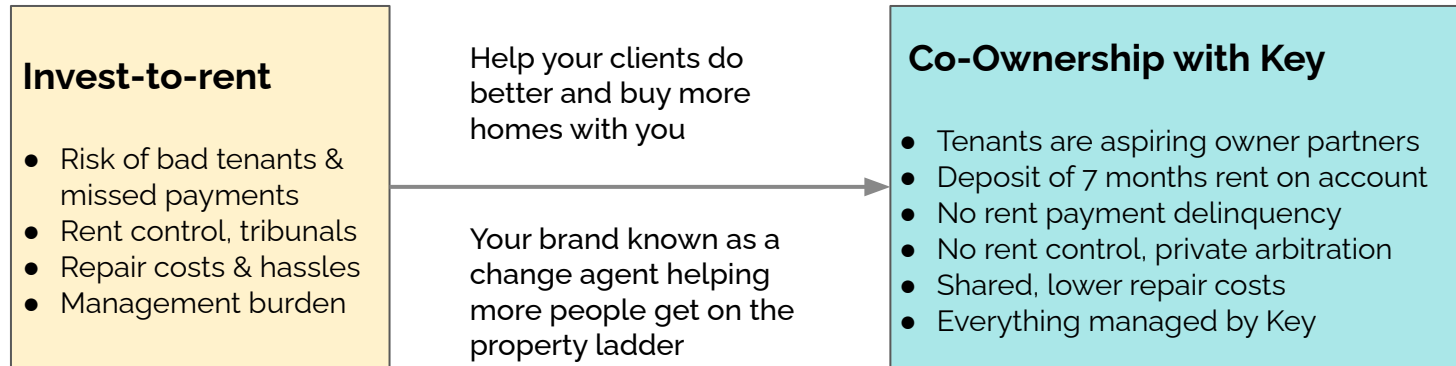 Invest-to-rent
● Risk of bad tenants &
missed payments
● Rent control, tribunals
● Repair costs & hassles
● Management burden
Help your clients do
better and buy more
homes with you
Your brand known as a
change agent helping
more people get on the
property ladder
Co-Ownership with Key
● Tenants are aspiring owner partners
● Deposit of 7 months rent on account
● No rent payment delinquency
● No rent control, private arbitration
● Shared, lower repair costs
● Everything managed by Key